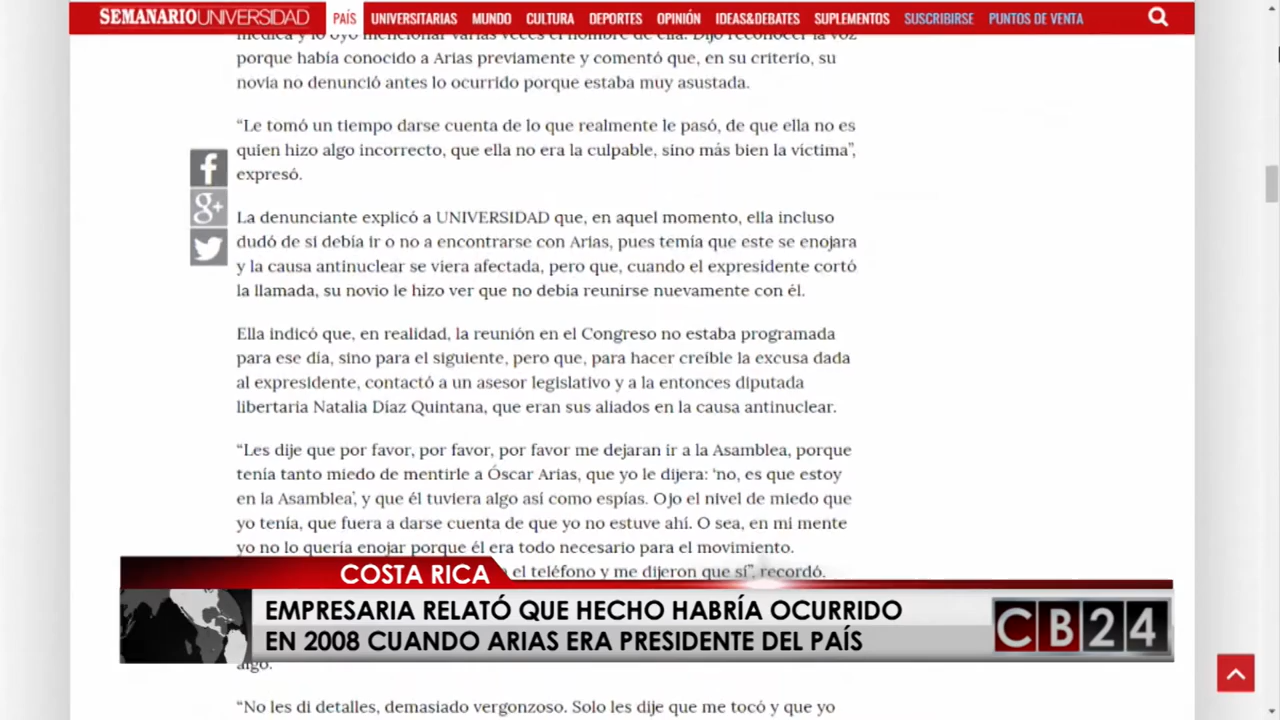 SEMANARIOUNIVERSIDAD PAÍS UNIVERSITARIAS MUNDO CULTURA DEPORTES OPINIÓN IDEAS&DEBATES SUPLEMENTOS SUSCRIBIRSE PUNTOS DE VENTA
médica y lo oyó mencionar varias veces el nombre de ella. Dijo reconocer la voz
porque había conocido a Arias previamente y comentó que, en su criterio, su
novia no denunció antes lo ocurrido porque estaba muy asustada.
“Le tomó un tiempo darse cuenta de lo que realmente le pasó, de que ella no es
quien hizo algo incorrecto, que ella no era la culpable, sino más bien la víctima”,
expresó.
La denunciante explicó a UNIVERSIDAD que, en aquel momento, ella incluso
dudó de si debía ir o no a encontrarse con Arias, pues temía que este se enojara
y la causa antinuclear se viera afectada, pero que, cuando el expresidente cortó
la llamada, su novio le hizo ver que no debía reunirse nuevamente con él.
Ella indicó que, en realidad, la reunión en el Congreso no estaba programada
para ese día, sino para el siguiente, pero que, para hacer creíble la excusa dada
al expresidente, contactó a un asesor legislativo y a la entonces diputada
libertaria Natalia Díaz Quintana, que eran sus aliados en la causa antinuclear.
“Les dije que por favor, por favor, por favor me dejaran ir a la Asamblea, porque
tenía tanto miedo de mentirle a Óscar Arias, que yo le dijera: ‘no, es que estoy
en la Asamblea’, y que él tuviera algo así como espías. Ojo el nivel de miedo que
yo tenía, que fuera a darse cuenta de que yo no estuve ahí. O sea, en mi mente
yo no lo quería enojar porque él era todo necesario para el movimiento.
el teléfono y me dijeron que sí”, recordó.
COSTA RICA
EMPRESARIA RELATÓ QUE HECHO HABRÍA OCURRIDO
EN 2008 CUANDO ARIAS ERA PRESIDENTE DEL PAÍS
CB24
algo.
“No les di detalles, demasiado vergonzoso. Solo les dije que me tocó y que yo